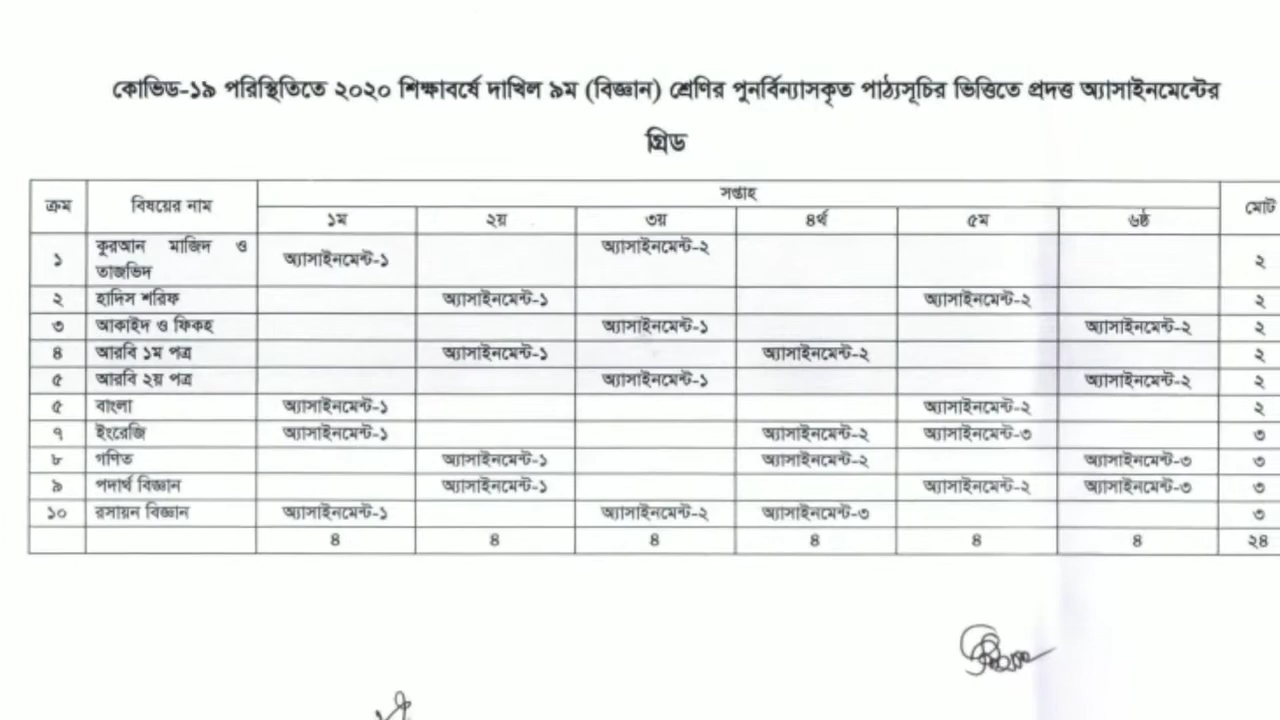 কোভিড-১৯ পরিস্থিতিতে ২০২০ শিক্ষাবর্ষে দাখিল ৯ম (বিজ্ঞান) শ্রেণির পুনর্বিন্যাসকৃত পাঠ্যসূচির ভিত্তিতে প্রদত্ত অ্যাসাইনমেন্টের
গ্রিড
ক্রম বিষয়ের নাম সপ্তাহ মোট
১ম ২য় ৩য় ৪র্থ ৫ম ৬ষ্ঠ
১ কুরআন মাজিদ ও তাজভিদ অ্যাসাইনমেন্ট-১ অ্যাসাইনমেন্ট-২ ২
২ হাদিস শরিফ অ্যাসাইনমেন্ট-১ অ্যাসাইনমেন্ট-২ ২
৩ আকাইদ ও ফিকহ অ্যাসাইনমেন্ট-১ অ্যাসাইনমেন্ট-২ ২
৪ আরবি ১ম পত্র অ্যাসাইনমেন্ট-১ অ্যাসাইনমেন্ট-২ ২
৫ আরবি ২য় পত্র অ্যাসাইনমেন্ট-১ অ্যাসাইনমেন্ট-২ ২
৫ বাংলা অ্যাসাইনমেন্ট-১ অ্যাসাইনমেন্ট-২ ২
৭ ইংরেজি অ্যাসাইনমেন্ট-১ অ্যাসাইনমেন্ট-২ অ্যাসাইনমেন্ট-৩ ৩
৮ গণিত অ্যাসাইনমেন্ট-১ অ্যাসাইনমেন্ট-২ অ্যাসাইনমেন্ট-৩ ৩
৯ পদার্থ বিজ্ঞান অ্যাসাইনমেন্ট-১ অ্যাসাইনমেন্ট-২ অ্যাসাইনমেন্ট-৩ ৩
১০ রসায়ন বিজ্ঞান অ্যাসাইনমেন্ট-১ অ্যাসাইনমেন্ট-২ অ্যাসাইনমেন্ট-৩ ৩
৪ ৪ ৪ ৪ ৪ ৪ ২৪